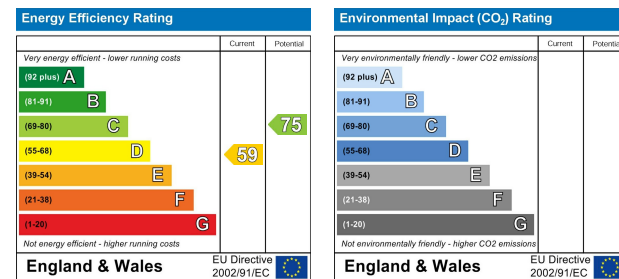 Energy Efficiency Rating
Current Potential
Very energy efficient - lower running costs
(92 plus) A
(81-91) B
(69-80) C
75
(55-68) D
59
(39-54) E
(21-38) F
(1-20) G
Not energy efficient - higher running costs
England & Wales
EU Directive
2002/91/EC
Environmental Impact (CO₂) Rating
Current Potential
Very environmentally friendly - lower CO2 emissions
(92 plus) A
(81-91) B
(69-80) C
(55-68) D
(39-54) E
(21-38) F
(1-20) G
Not environmentally friendly - higher CO2 emissions
England & Wales
EU Directive
2002/91/EC